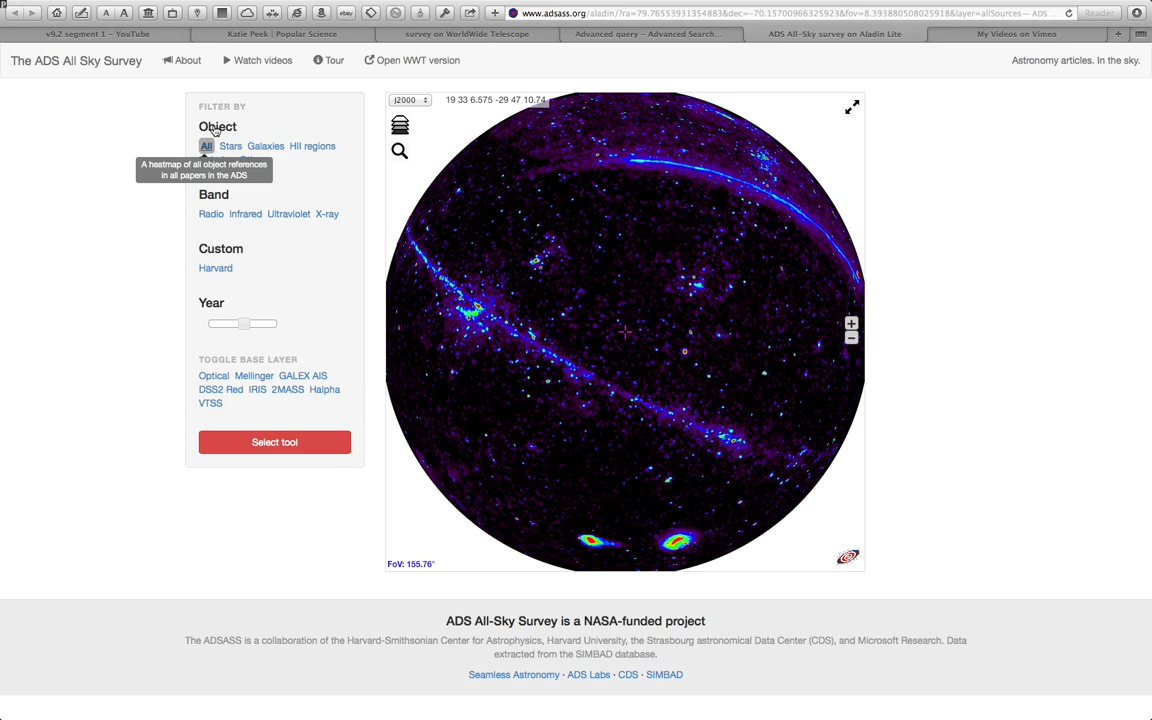 www.adsass.org/aladin/?ra=79.76553931354883&dec=-70.15700966325923&fov=8.393880508025918&layer=allSources — ADS ...
Reader
v9.2 segment 1 – YouTube
Katie Peek | Popular Science
survey on WorldWide Telescope
Advanced query – Advanced Search...
ADS All-Sky survey on Aladin Lite
My Videos on Vimeo
The ADS All Sky Survey
About
Watch videos
Tour
Open WWT version
Astronomy articles. In the sky.
FILTER BY
Object
All Stars Galaxies HII regions
A heatmap of all object references
in all papers in the ADS
Band
Radio Infrared Ultraviolet X-ray
Custom
Harvard
Year
TOGGLE BASE LAYER
Optical Mellinger GALEX AIS
DSS2 Red IRIS 2MASS Halpha
VTSS
Select tool
J2000
19 33 6.575 -29 47 10.74
FoV: 155.76°
ADS All-Sky Survey is a NASA-funded project
The ADSASS is a collaboration of the Harvard-Smithsonian Center for Astrophysics, Harvard University, the Strasbourg astronomical Data Center (CDS), and Microsoft Research. Data
extracted from the SIMBAD database.
Seamless Astronomy · ADS Labs · CDS · SIMBAD